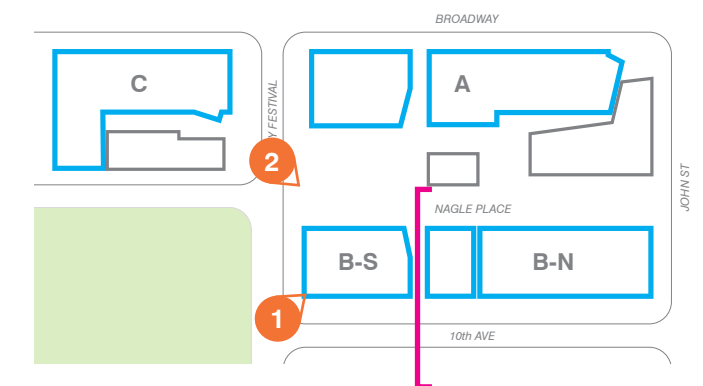 BROADWAY
C
A
Y FESTIVAL
2
JOHN ST
NAGLE PLACE
B-S
B-N
1
10th AVE